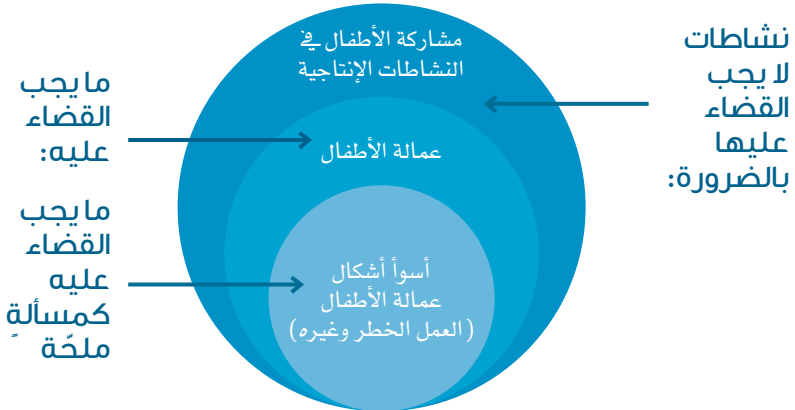 مشاركة الأطفال في
النشاطات الإنتاجية
نشاطات
لا يجب
القضاء
عليها
بالضرورة:
ما يجب
القضاء
عليه:
عمالة الأطفال
ما يجب
القضاء
عليه
كمسألةٍ
ملحّة
أسوأ أشكال
عمالة الأطفال
(العمل الخطر وغيره)